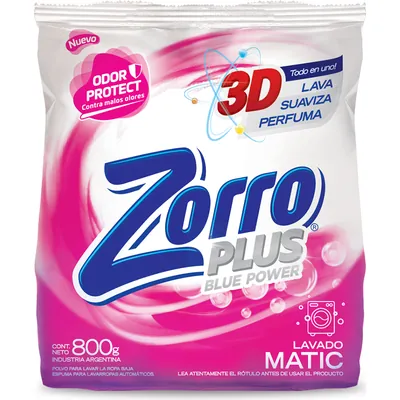 Nuevo
ODOR
PROTECT
Contra malos olores
3D
Todo en uno!
LAVA
SUAVIZA
PERFUMA
Zorro®
PLUS
BLUE POWER
CONT.
NETO 800g
INDUSTRIA ARGENTINA
POLVO PARA LAVAR LA ROPA BAJA
ESPUMA PARA LAVARROPAS AUTOMÁTICOS.
LAVADO
MATIC
LEA ATENTAMENTE EL RÓTULO ANTES DE USAR EL PRODUCTO